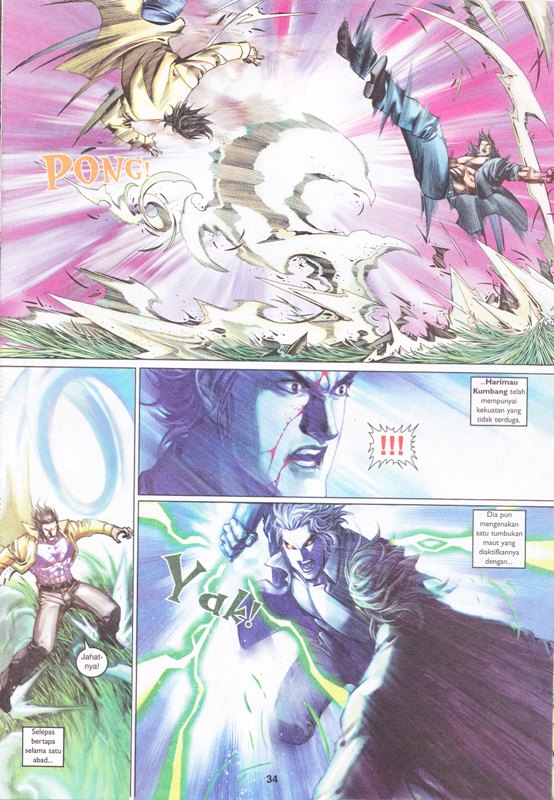 PONG!
Jahat-
nya!
Selepas
bertapa
selama satu
abad...
...Harimau
Kumbang telah
mempunyai
kekuatan yang
tidak terduga.
!!!
Dia pun
mengenakan
satu tumbukan
maut yang
diaktifkannya
dengan...
Yak!
34